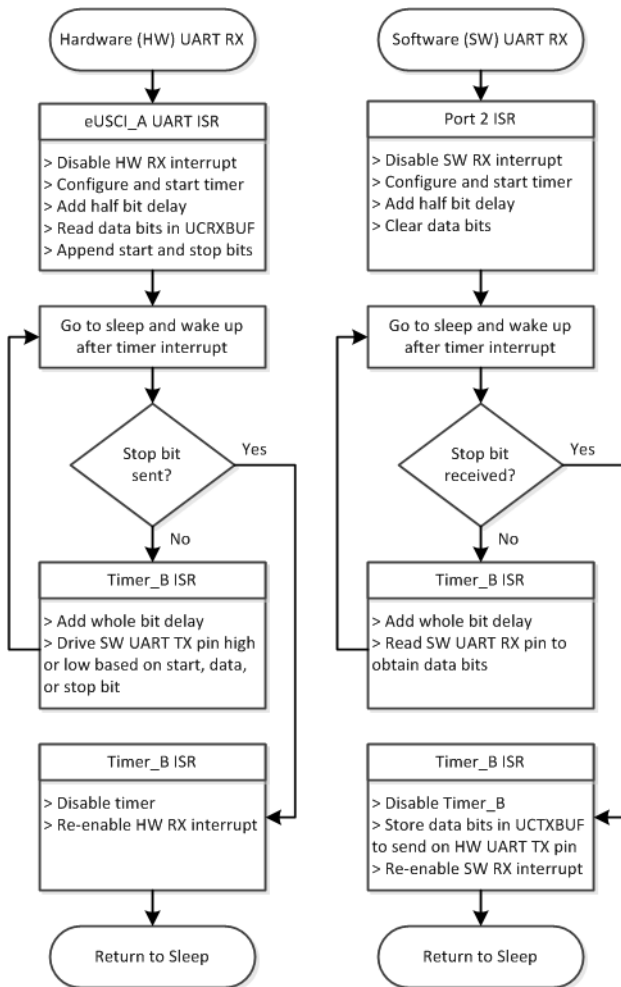 Hardware (HW) UART RX
eUSCI_A UART ISR
> Disable HW RX interrupt
> Configure and start timer
> Add half bit delay
> Read data bits in UCRXBUF
> Append start and stop bits
Go to sleep and wake up
after timer interrupt
Stop bit
sent?
Yes
No
Timer_B ISR
> Add whole bit delay
> Drive SW UART TX pin high
or low based on start, data,
or stop bit
Timer_B ISR
> Disable timer
> Re-enable HW RX interrupt
Return to Sleep
Software (SW) UART RX
Port 2 ISR
> Disable SW RX interrupt
> Configure and start timer
> Add half bit delay
> Clear data bits
Go to sleep and wake up
after timer interrupt
Stop bit
received?
Yes
No
Timer_B ISR
> Add whole bit delay
> Read SW UART RX pin to
obtain data bits
Timer_B ISR
> Disable Timer_B
> Store data bits in UCTXBUF
to send on HW UART TX pin
> Re-enable SW RX interrupt
Return to Sleep